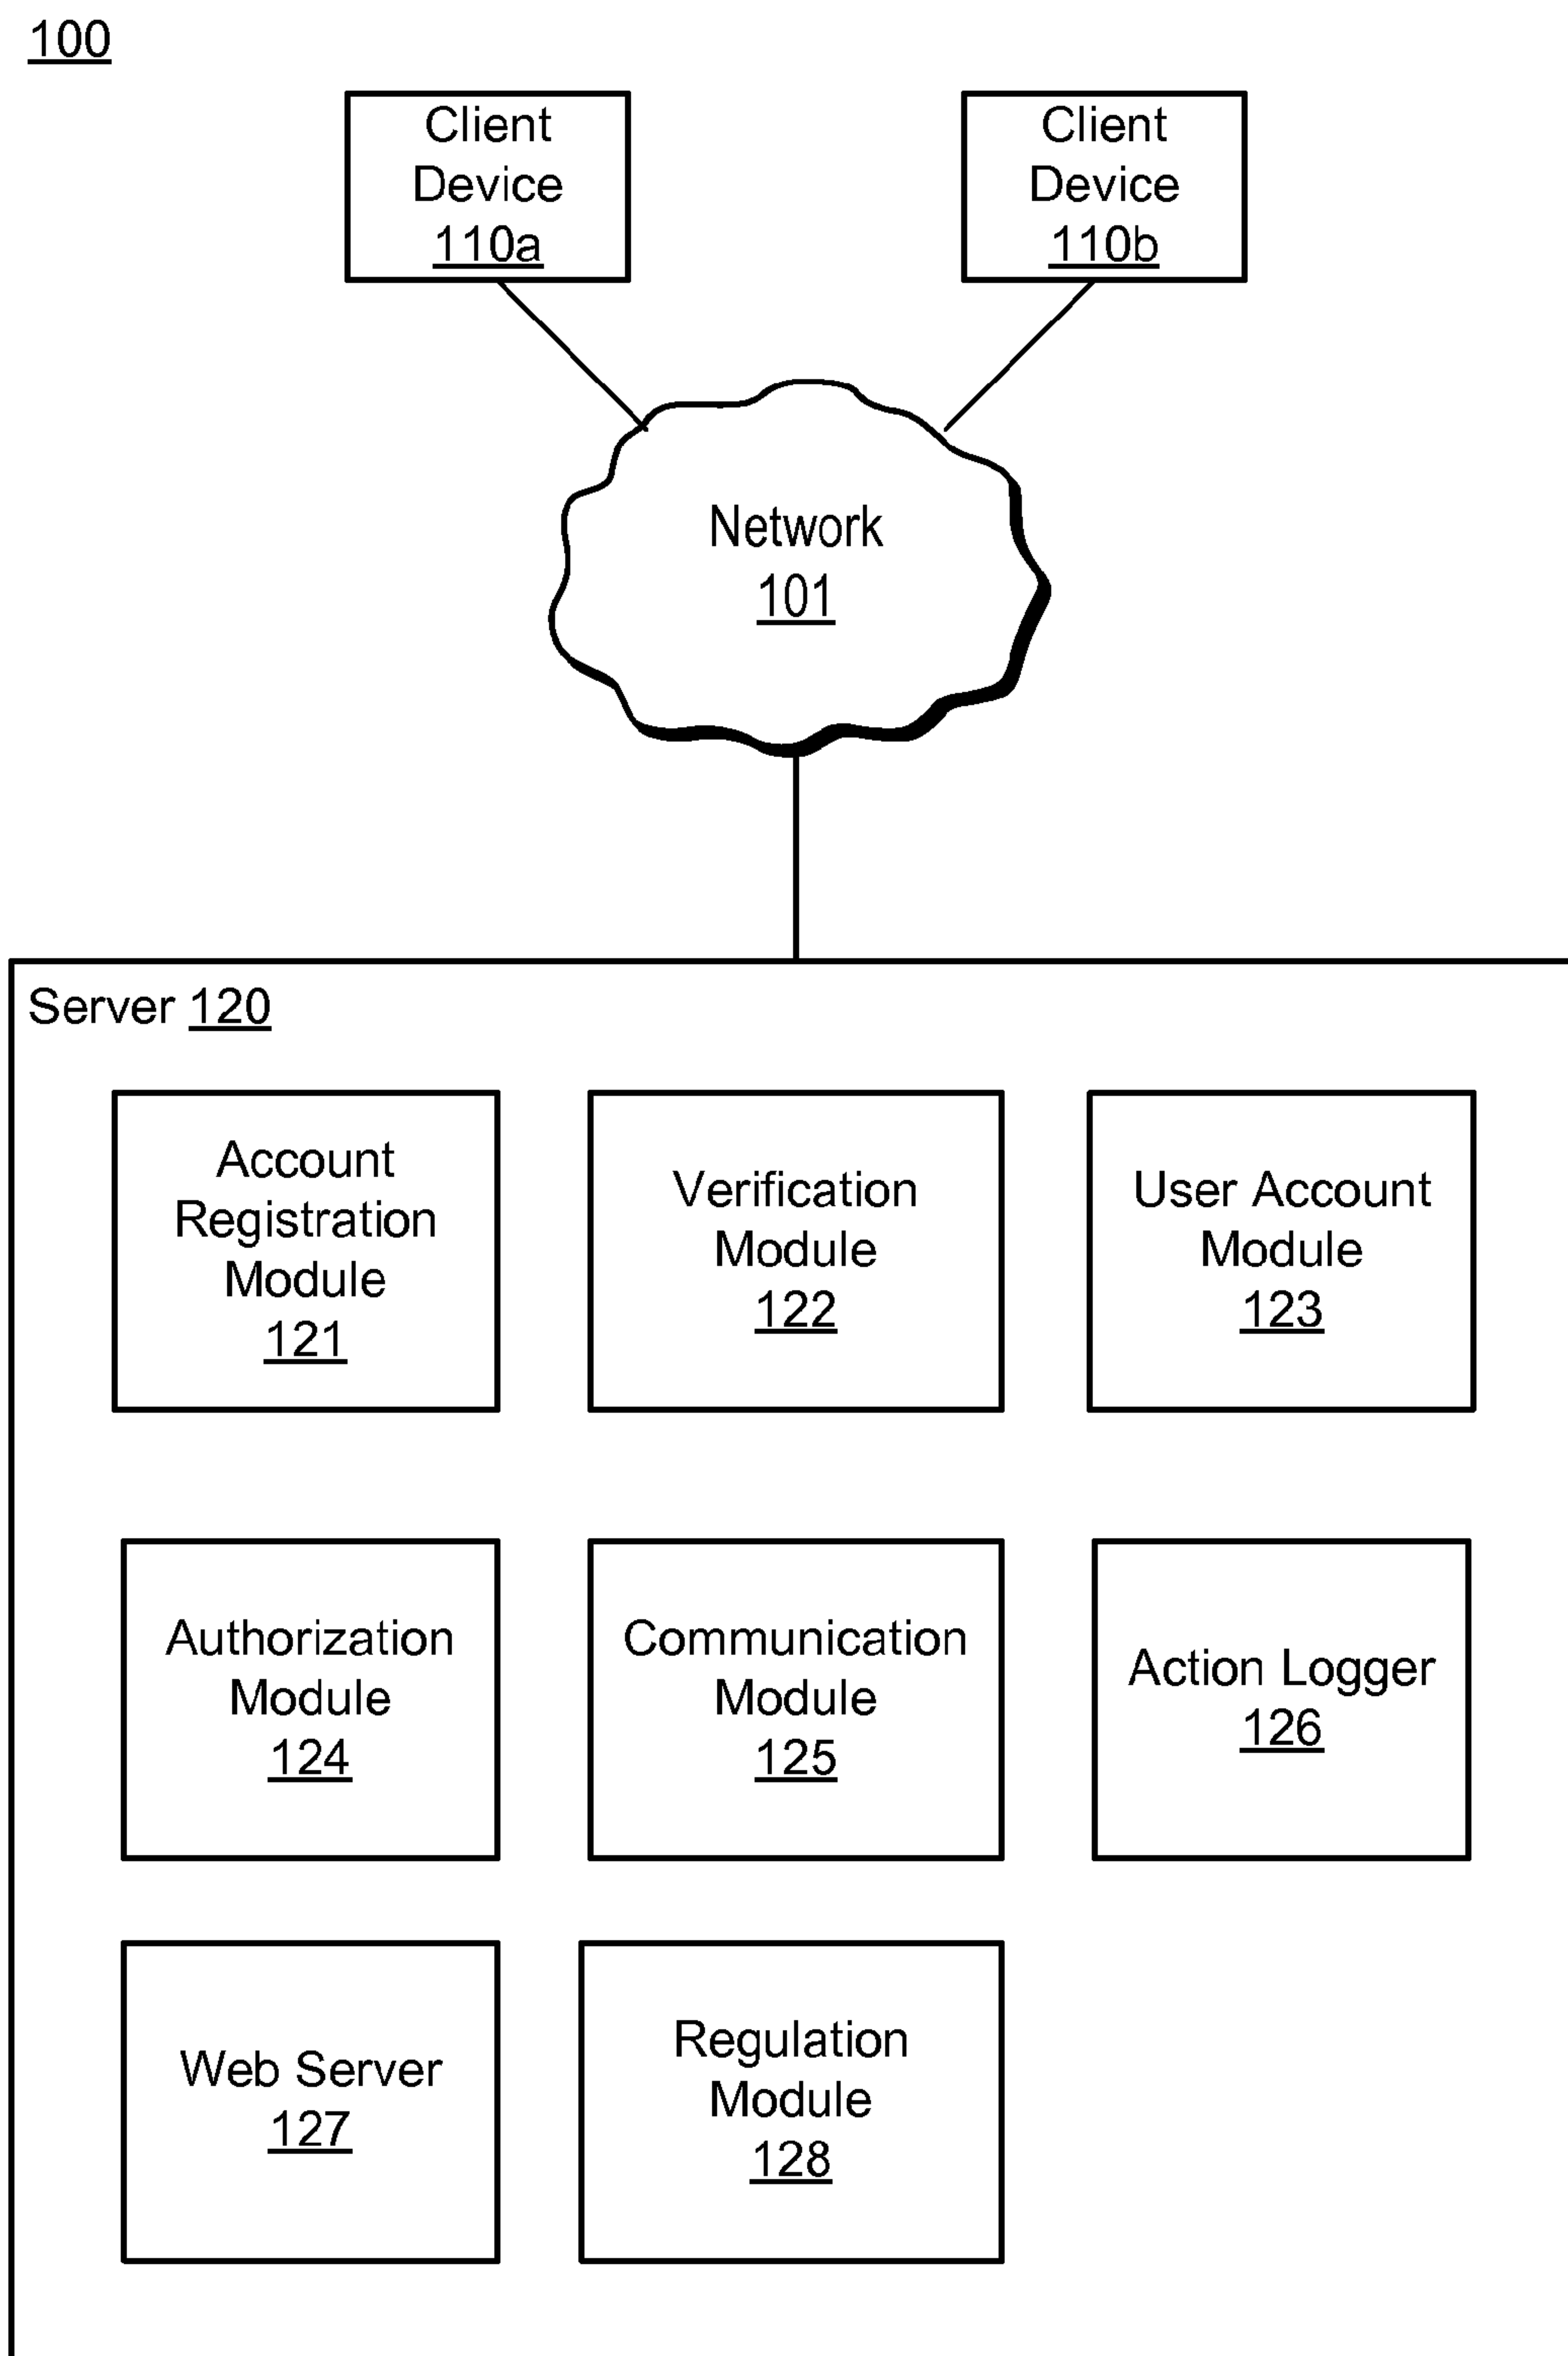 100
Client
Device
110a
Client
Device
110b
Network
101
Server 120
Account
Registration
Module
121
Verification
Module
122
User Account
Module
123
Authorization
Module
124
Communication
Module
125
Action Logger
126
Web Server
127
Regulation
Module
128